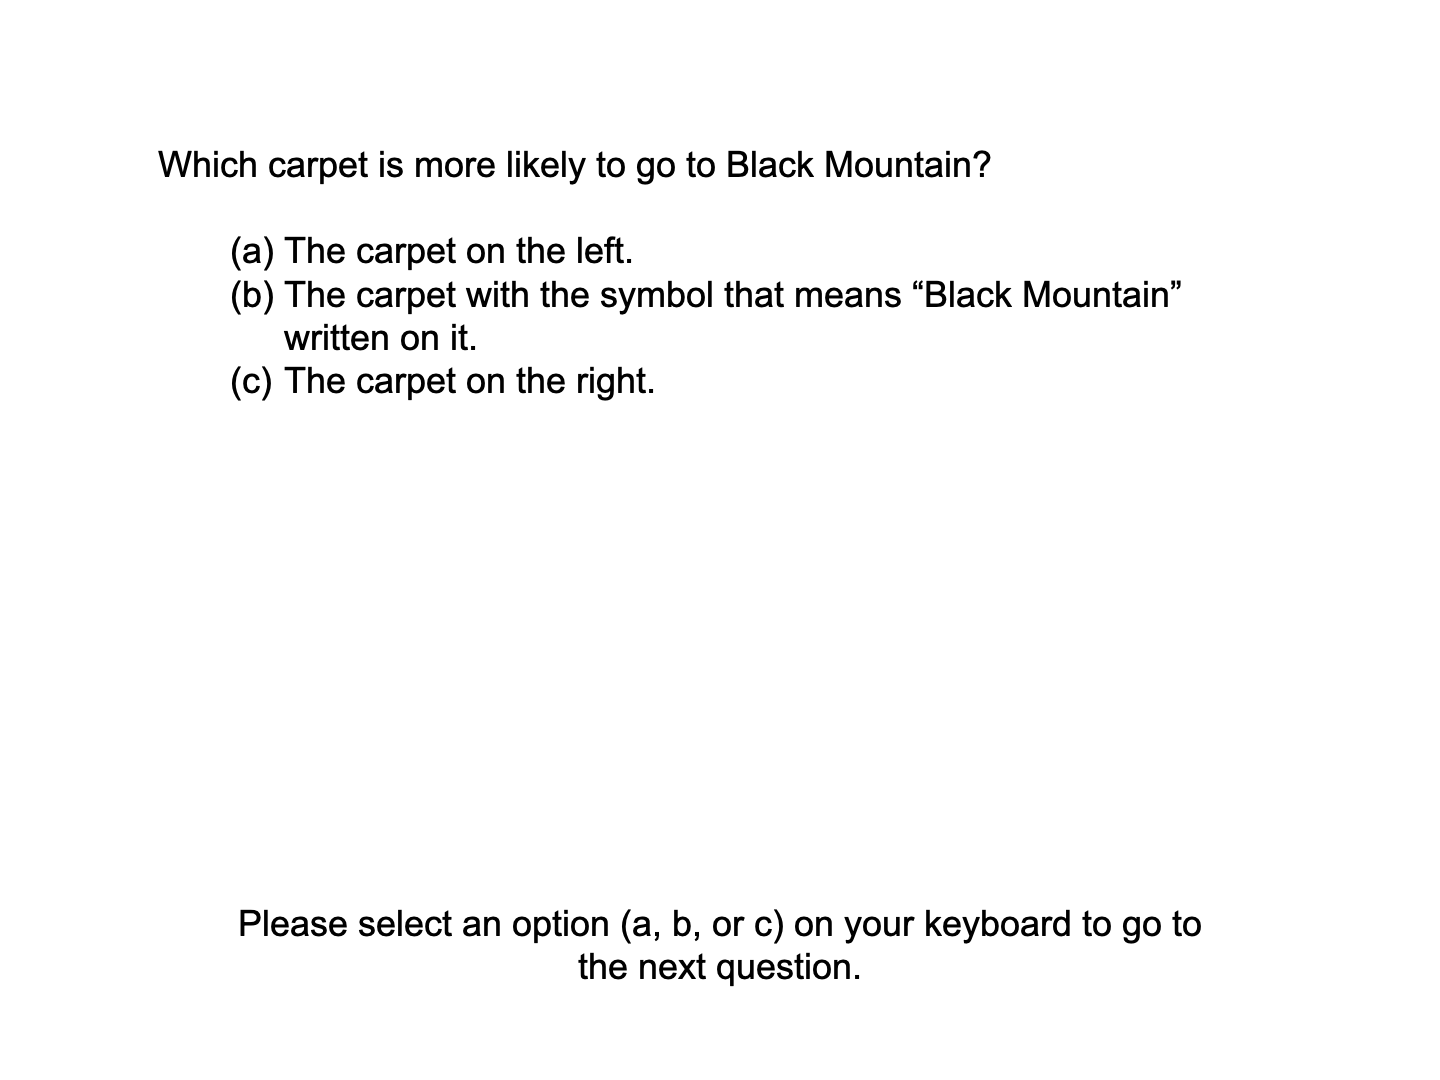 Which carpet is more likely to go to Black Mountain?
(a) The carpet on the left.
(b) The carpet with the symbol that means “Black Mountain”
written on it.
(c) The carpet on the right.
Please select an option (a, b, or c) on your keyboard to go to
the next question.